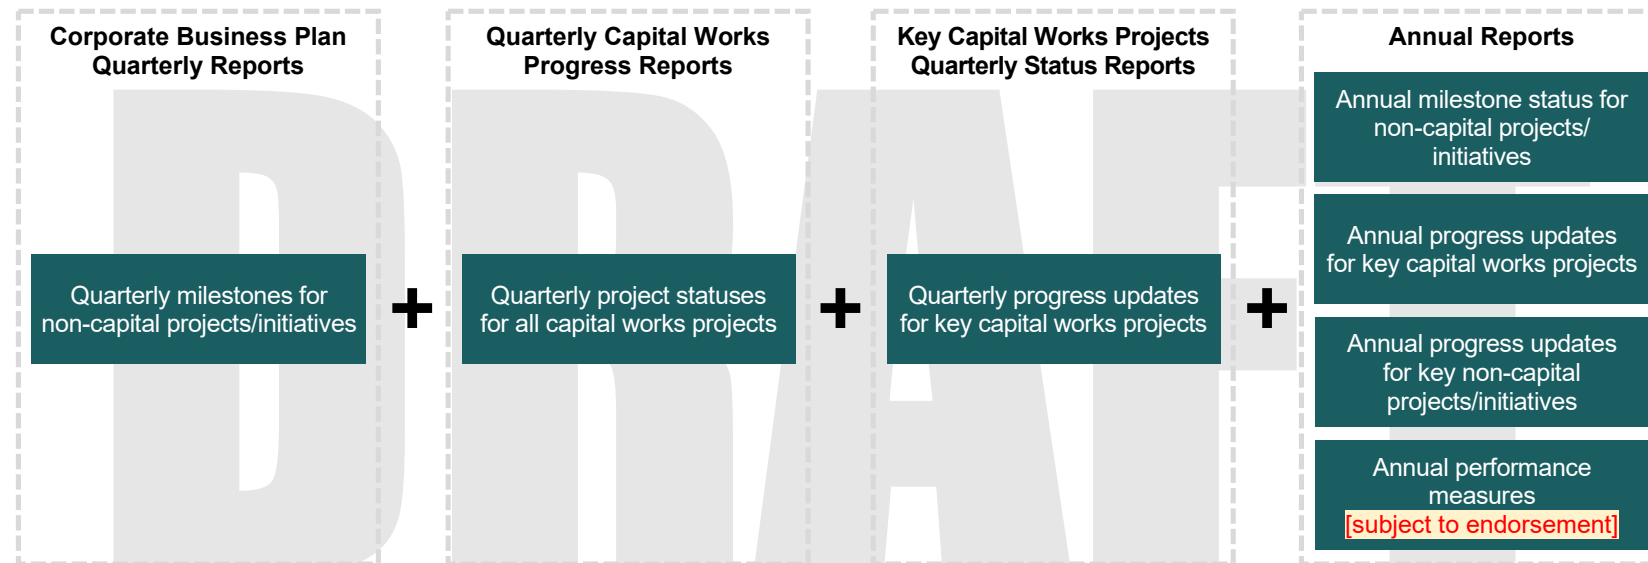 Corporate Business Plan
Quarterly Reports
Quarterly milestones for
non-capital projects/initiatives
+
Quarterly Capital Works
Progress Reports
Quarterly project statuses
for all capital works projects
+
Key Capital Works Projects
Quarterly Status Reports
Quarterly progress updates
for key capital works projects
+
Annual Reports
Annual milestone status for
non-capital projects/
initiatives
Annual progress updates
for key capital works projects
Annual progress updates
for key non-capital
projects/initiatives
Annual performance
measures
[subject to endorsement]
DRAFT